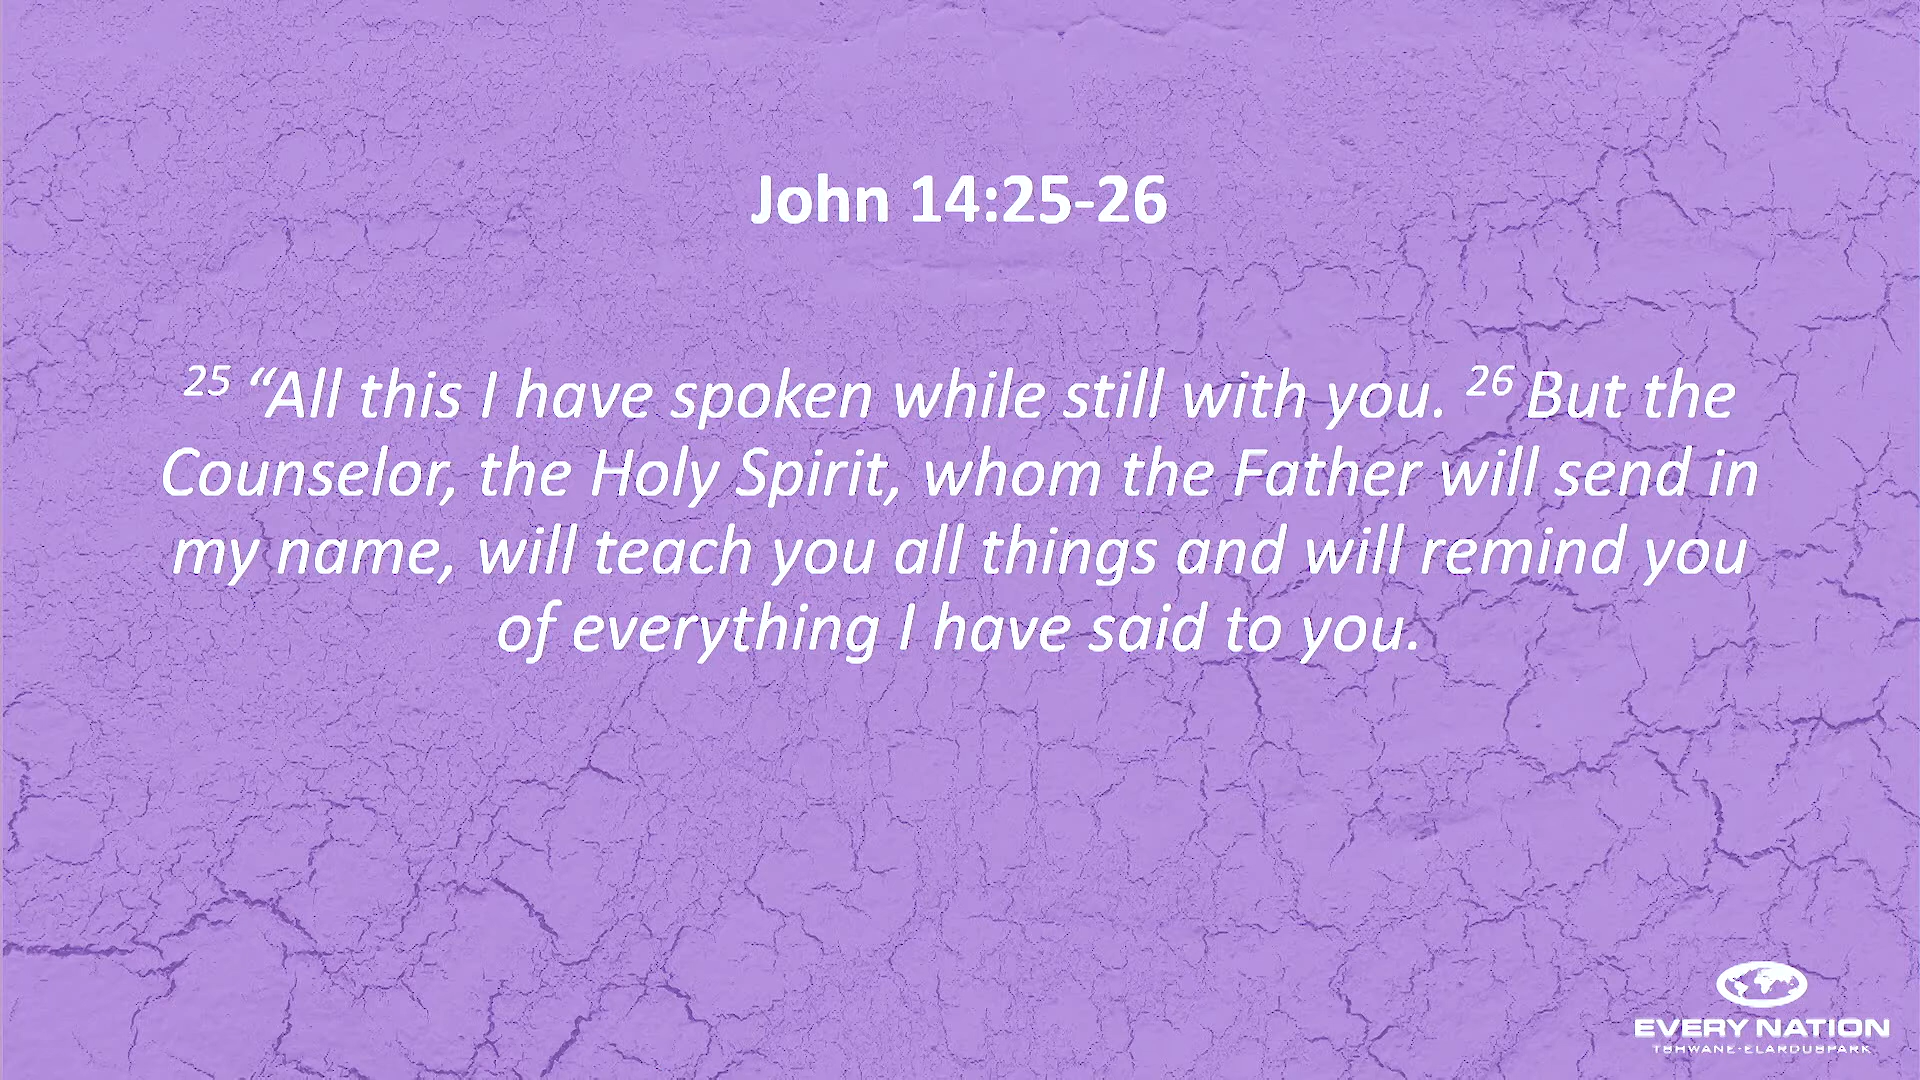 John 14:25-26
25 “All this I have spoken while still with you. 26 But the
Counselor, the Holy Spirit, whom the Father will send in
my name, will teach you all things and will remind you
of everything I have said to you.
EVERY NATION
TSHWANE-ELARDUSPARK